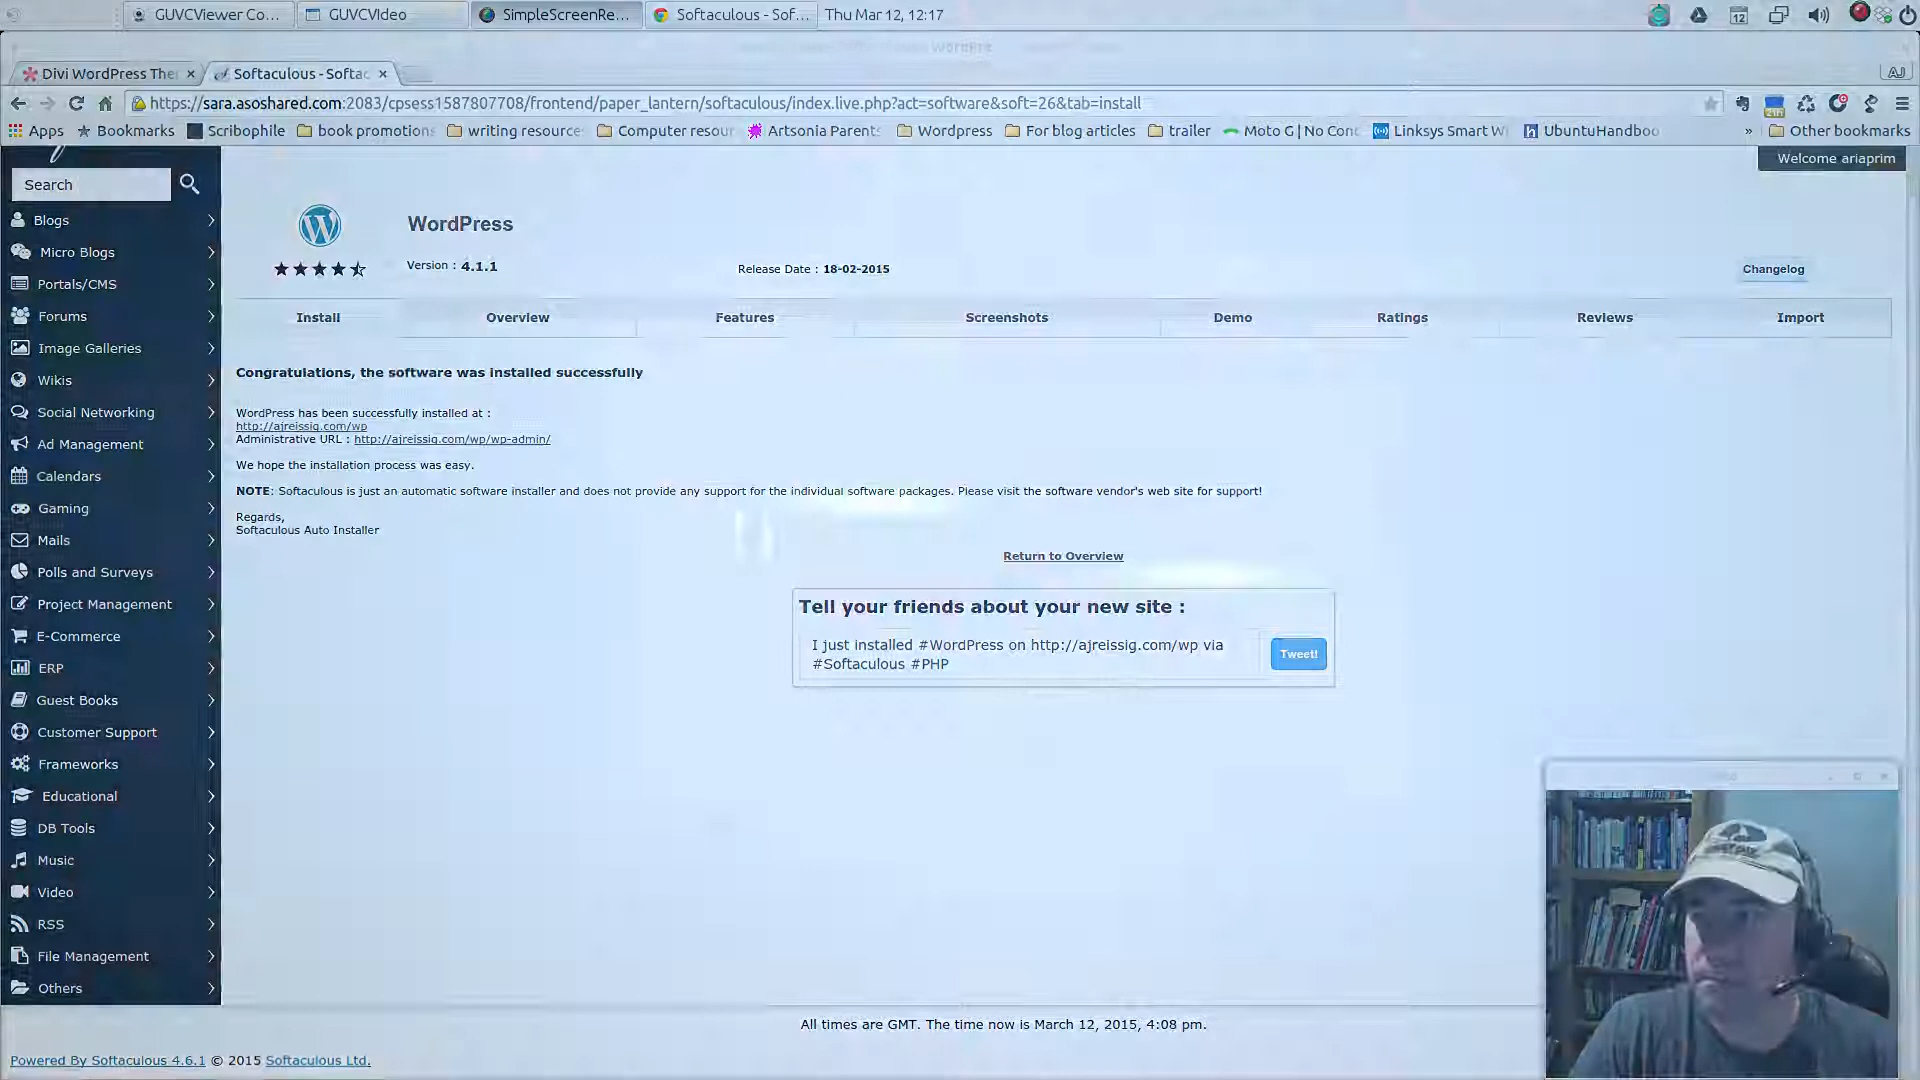 GUVCViewer Co...
GUVCVideo
SimpleScreenRe...
Softaculous - Sof...
Thu Mar 12, 12:17
12
Divi WordPress The
Softaculous - Softac
AJ
https://sara.asoshared.com:2083/cpsess1587807708/frontend/paper_lantern/softaculous/index.live.php?act=software&soft=26&tab=install
Apps
Bookmarks
Scribophile
book promotion
writing resource
Computer resou
Artsonia Parent
Wordpress
For blog articles
trailer
Moto G | No Con
Linksys Smart W
UbuntuHandboo
»
Other bookmarks
Welcome ariaprim
Search
Blogs
Micro Blogs
Portals/CMS
Forums
Image Galleries
Wikis
Social Networking
Ad Management
Calendars
Gaming
Mails
Polls and Surveys
Project Management
E-Commerce
ERP
Guest Books
Customer Support
Frameworks
Educational
DB Tools
Music
Video
RSS
File Management
Others
WordPress
Version : 4.1.1
Release Date : 18-02-2015
Changelog
Install
Overview
Features
Screenshots
Demo
Ratings
Reviews
Import
Congratulations, the software was installed successfully
WordPress has been successfully installed at :
http://ajreissig.com/wp
Administrative URL : http://ajreissig.com/wp/wp-admin/
We hope the installation process was easy.
NOTE: Softaculous is just an automatic software installer and does not provide any support for the individual software packages. Please visit the software vendor's web site for support!
Regards,
Softaculous Auto Installer
Return to Overview
Tell your friends about your new site :
I just installed #WordPress on http://ajreissig.com/wp via
#Softaculous #PHP
Tweet!
All times are GMT. The time now is March 12, 2015, 4:08 pm.
Powered By Softaculous 4.6.1 © 2015 Softaculous Ltd.